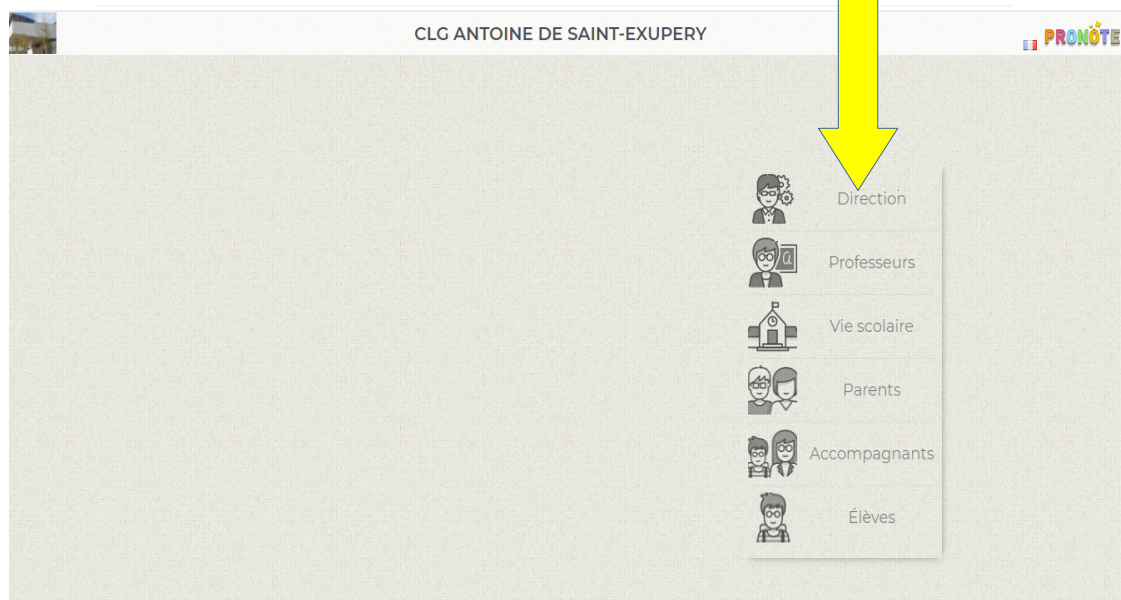 CLG ANTOINE DE SAINT-EXUPERY
PRONOTE
Direction
a
Professeurs
Vie scolaire
Parents
Accompagnants
Élèves